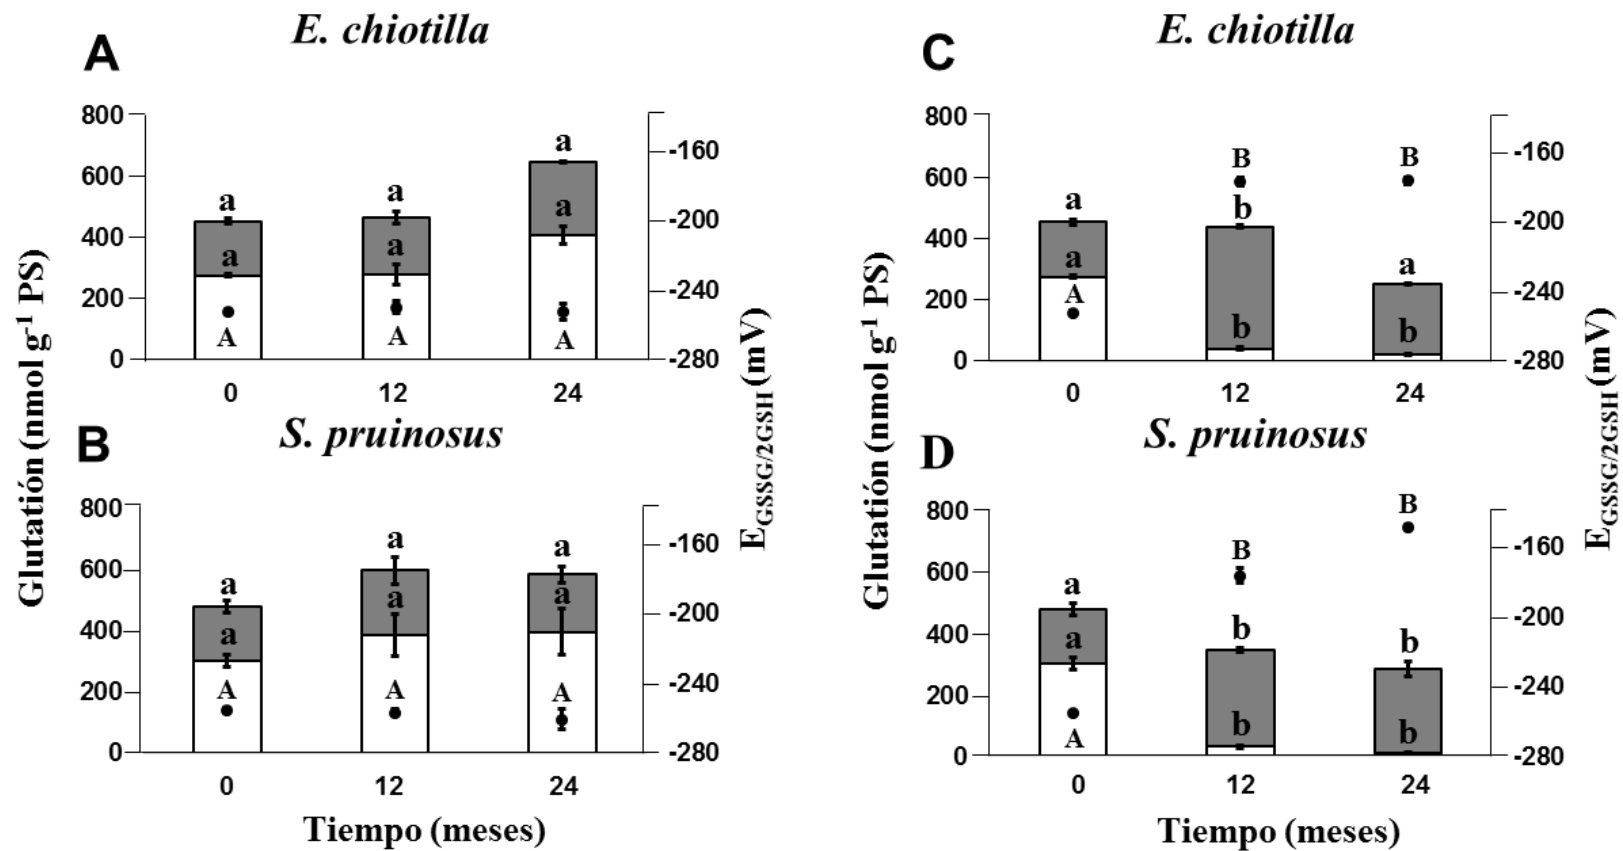 E. chiotilla
A
800
600
400
200
0
a
a
A
a
a
A
a
a
A
-160
-200
-240
-280
0
12
24
E. chiotilla
C
800
600
400
200
0
a
a
A
B
b
b
B
a
b
-160
-200
-240
-280
0
12
24
S. pruinosus
B
800
600
400
200
0
a
a
A
a
a
A
a
a
A
-160
-200
-240
-280
0
12
24
Tiempo (meses)
S. pruinosus
D
800
600
400
200
0
a
a
A
B
b
b
B
b
b
-160
-200
-240
-280
0
12
24
Tiempo (meses)
Glutatión (nmol g-1 PS)
EGSSG/2GSH (mV)
Glutatión (nmol g-1 PS)
EGSSG/2GSH (mV)